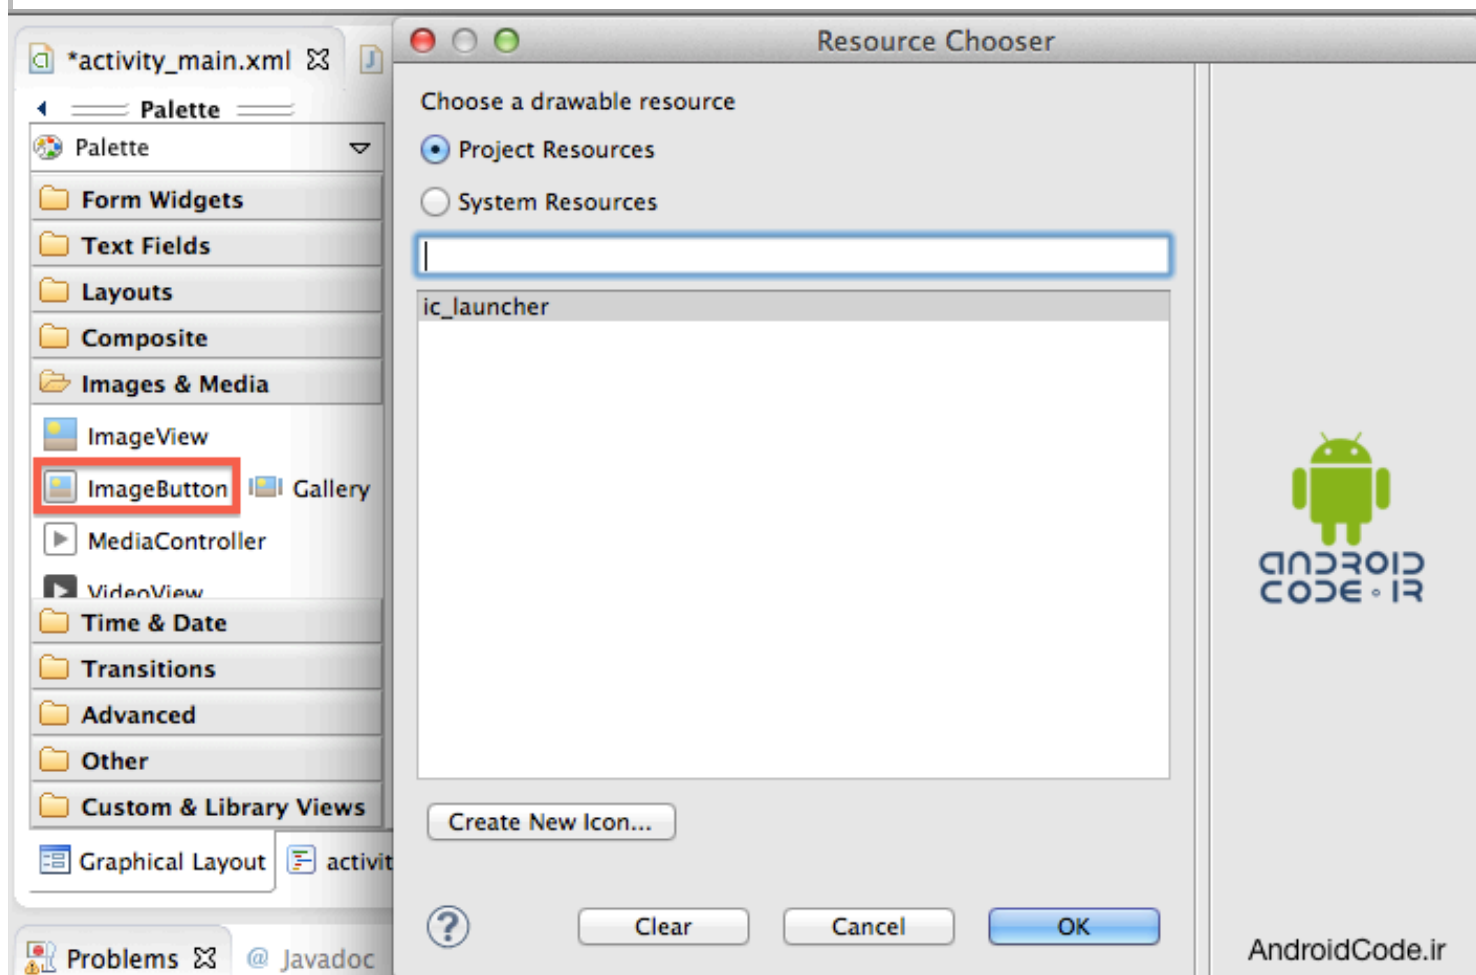 *activity_main.xml
Palette
Palette
Form Widgets
Text Fields
Layouts
Composite
Images & Media
ImageView
ImageButton
Gallery
MediaController
VideoView
Time & Date
Transitions
Advanced
Other
Custom & Library Views
Graphical Layout
activit
Problems
@ Javadoc
Resource Chooser
Choose a drawable resource
Project Resources
System Resources
ic_launcher
Create New Icon...
?
Clear
Cancel
OK
ANDROID
CODE.IR
AndroidCode.ir